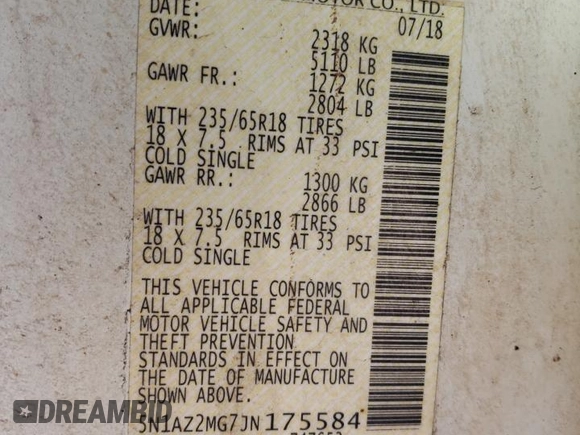 MOTOR CO., LTD.
DATE: 07/18
GVWR: 2318 KG
5110 LB
GAWR FR.: 1272 KG
2804 LB
WITH 235/65R18 TIRES
18 X 7.5 RIMS AT 33 PSI
COLD SINGLE
GAWR RR.: 1300 KG
2866 LB
WITH 235/65R18 TIRES
18 X 7.5 RIMS AT 33 PSI
COLD SINGLE
THIS VEHICLE CONFORMS TO
ALL APPLICABLE FEDERAL
MOTOR VEHICLE SAFETY AND
THEFT PREVENTION
STANDARDS IN EFFECT ON
THE DATE OF MANUFACTURE
SHOWN ABOVE.
5N1AZ2MG7JN175584
DREAMBID